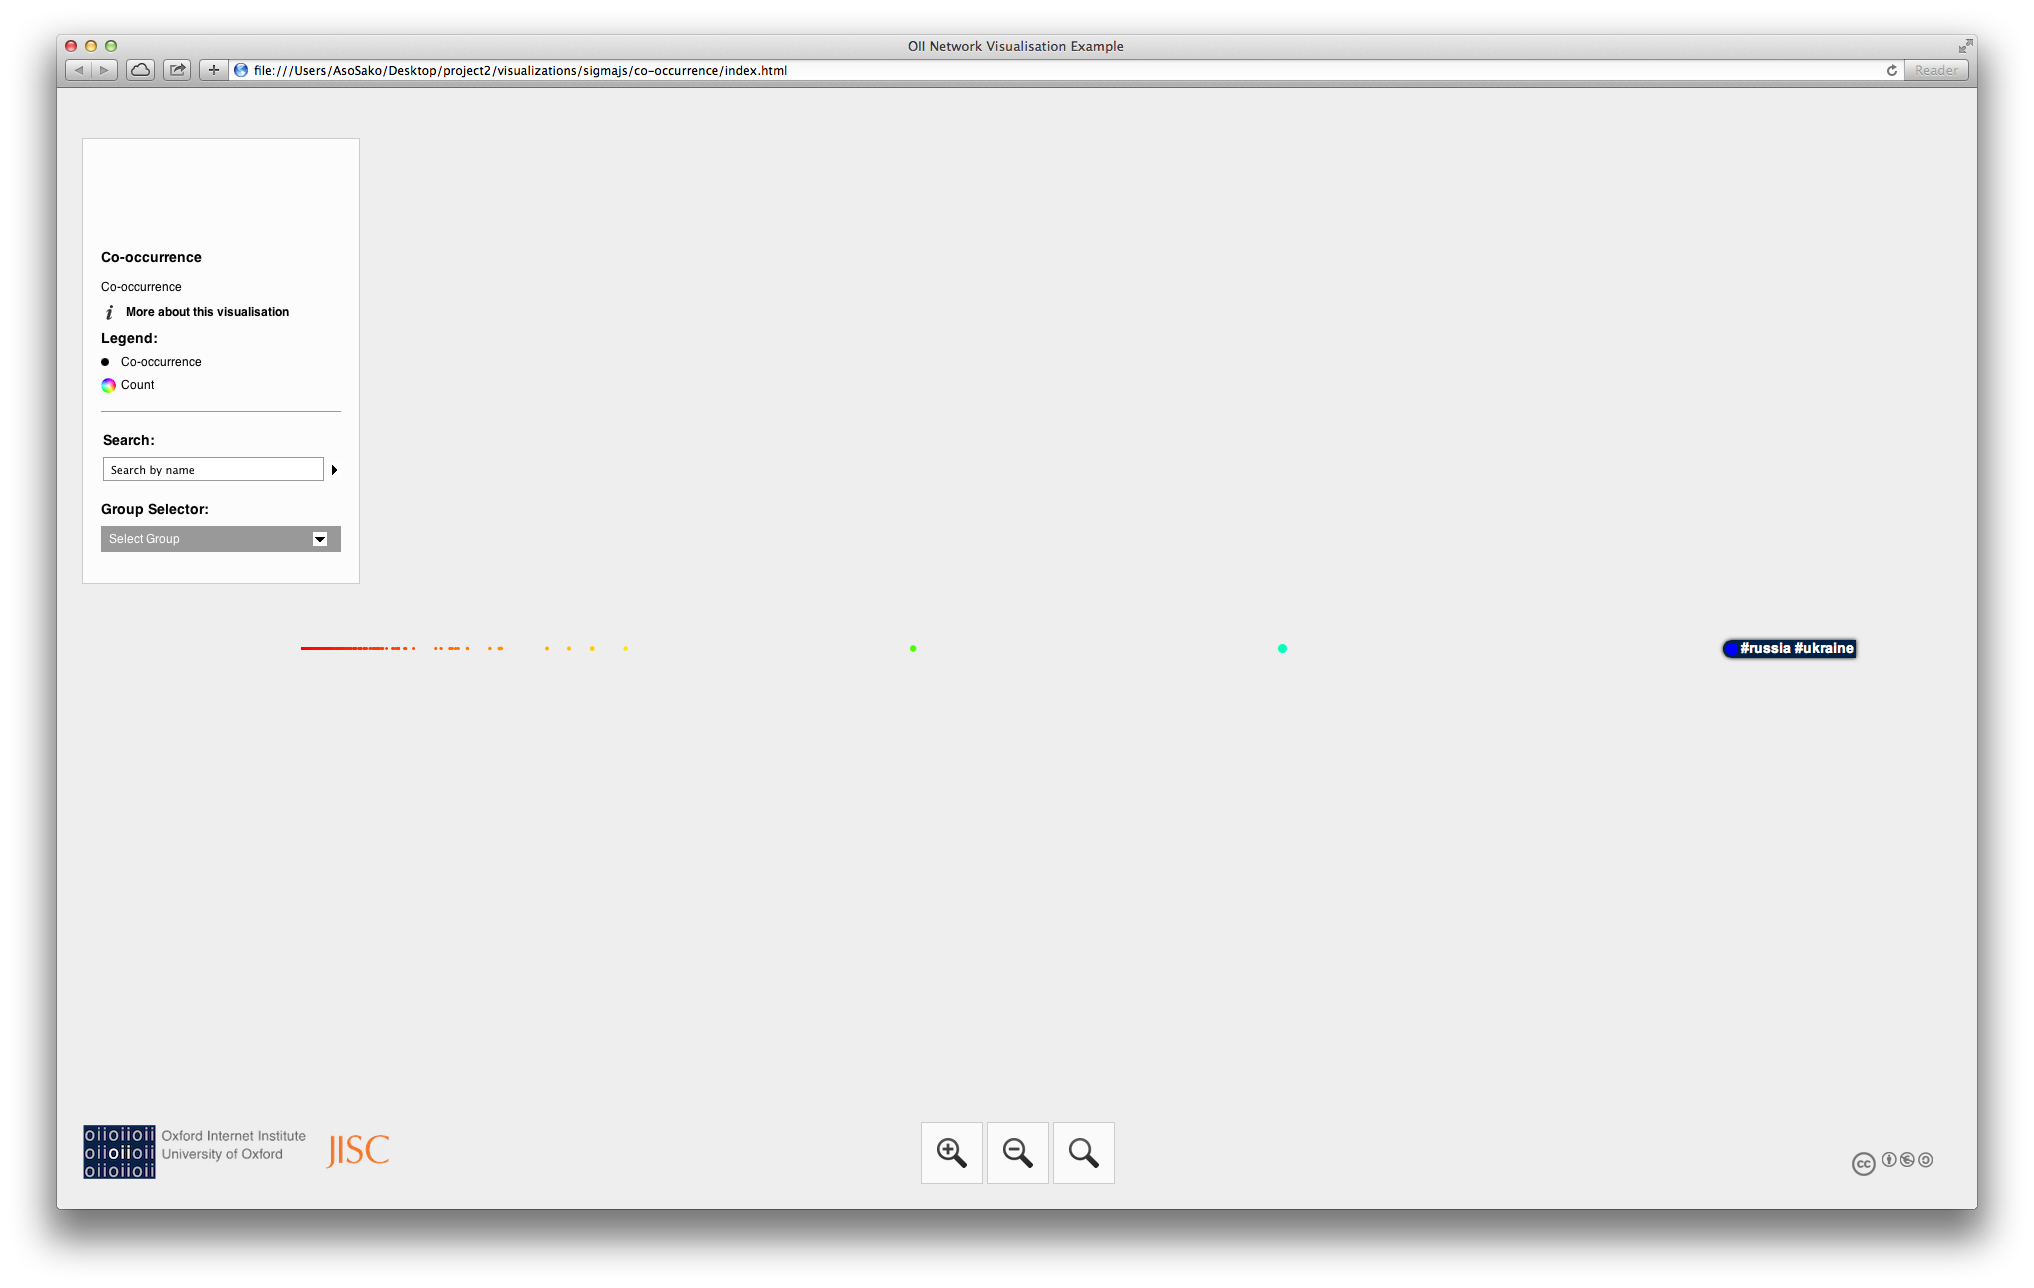 OII Network Visualisation Example
file:///Users/AsoSako/Desktop/project2/visualizations/sigmajs/co-occurrence/index.html
Reader
Co-occurrence
Co-occurrence
i More about this visualisation
Legend:
Co-occurrence
Count
Search:
Search by name
Group Selector:
Select Group
#russia #ukraine
oiioiioii
oiioiioii
oiioiioii
Oxford Internet Institute
University of Oxford
JISC
cc